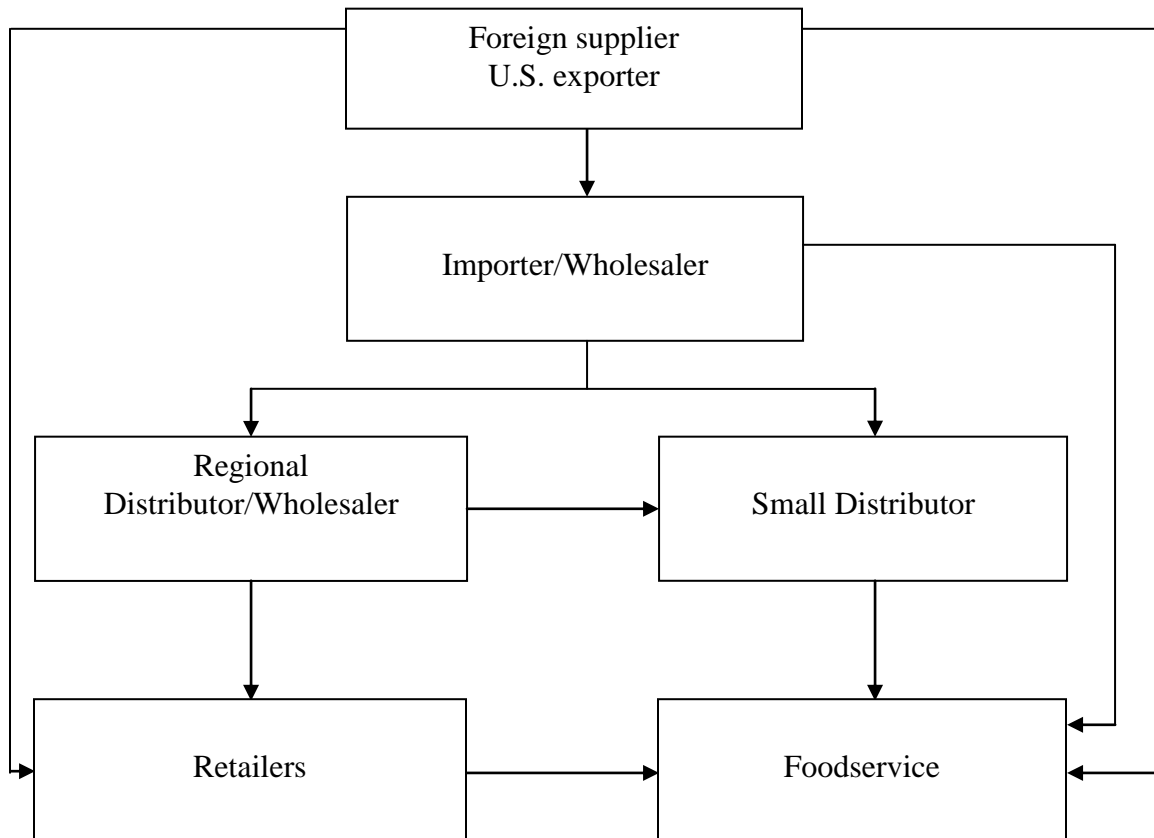 Foreign supplier
U.S. exporter
Importer/Wholesaler
Regional
Distributor/Wholesaler
Small Distributor
Retailers
Foodservice